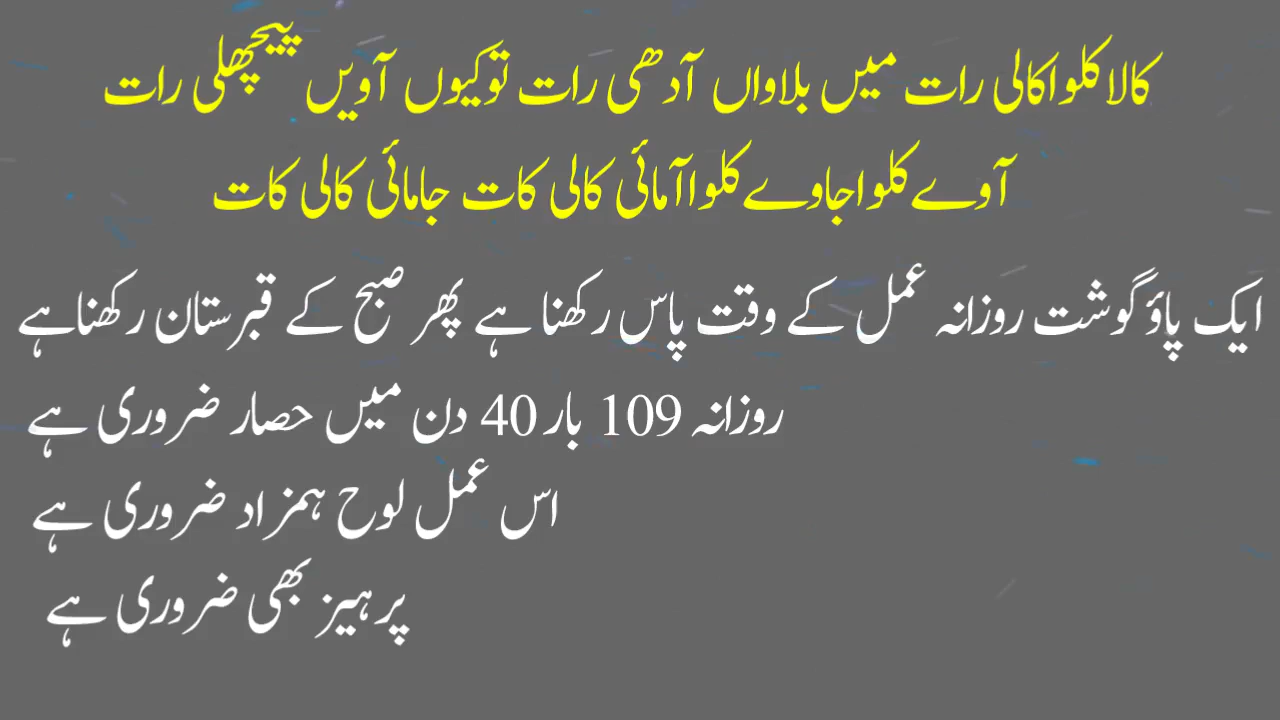 کالا کلوا کالی رات میں بلاواں آدھی رات تو کیوں آویں پیچھلی رات
آوے کلوا جاوے کلوا آمائی کالی کات جامائی کالی کات
ایک پاؤ گوشت روزانہ عمل کے وقت پاس رکھنا ہے پھر صبح کے قبرستان رکھنا ہے
روزانہ 109 بار 40 دن میں حصار ضروری ہے
اس عمل لوح ہمزاد ضروری ہے
پرہیز بھی ضروری ہے